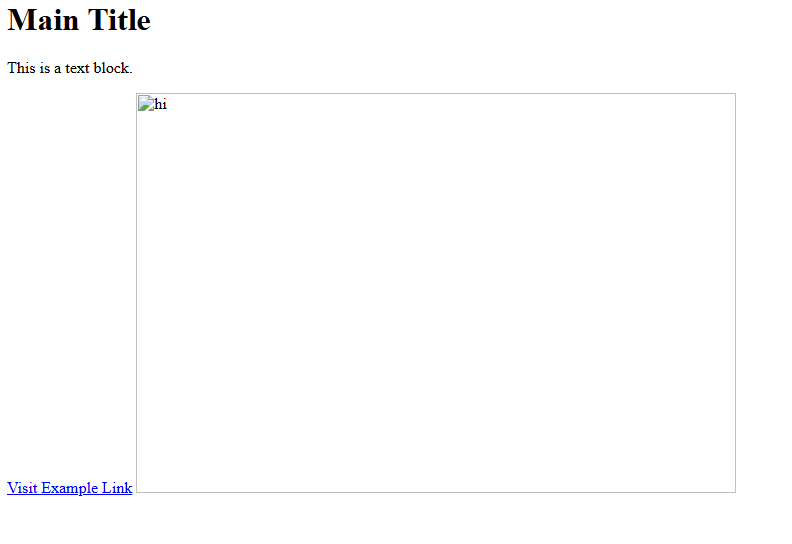 Main Title
This is a text block.
hi
Visit Example Link